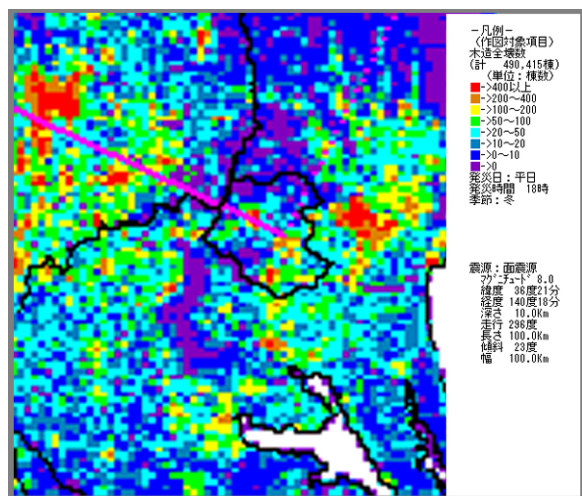 －凡例－
(作図対象項目)
木造全壊数
(計 490,415棟)
(単位：棟数)
->400以上
->200～400
->100～200
->50～100
->20～50
->10～20
->0～10
->0
発災日：平日
発災時間 18時
季節：冬
震源：面震源
ﾏｸﾞﾆﾁｭｰﾄﾞ 8.0
緯度 36度21分
経度 140度18分
深さ 10.0Km
走行 296度
長さ 100.0Km
傾斜 23度
幅 100.0Km